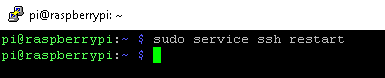 pi@raspberrypi: ~
pi@raspberrypi:~ $ sudo service ssh restart
pi@raspberrypi:~ $